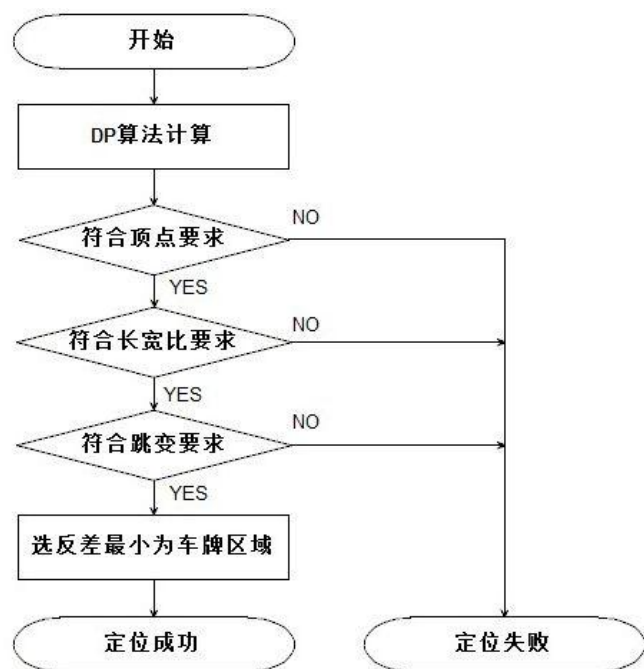 开始
DP算法计算
符合顶点要求
NO
YES
符合长宽比要求
NO
YES
符合跳变要求
NO
YES
选反差最小为车牌区域
定位成功
定位失败